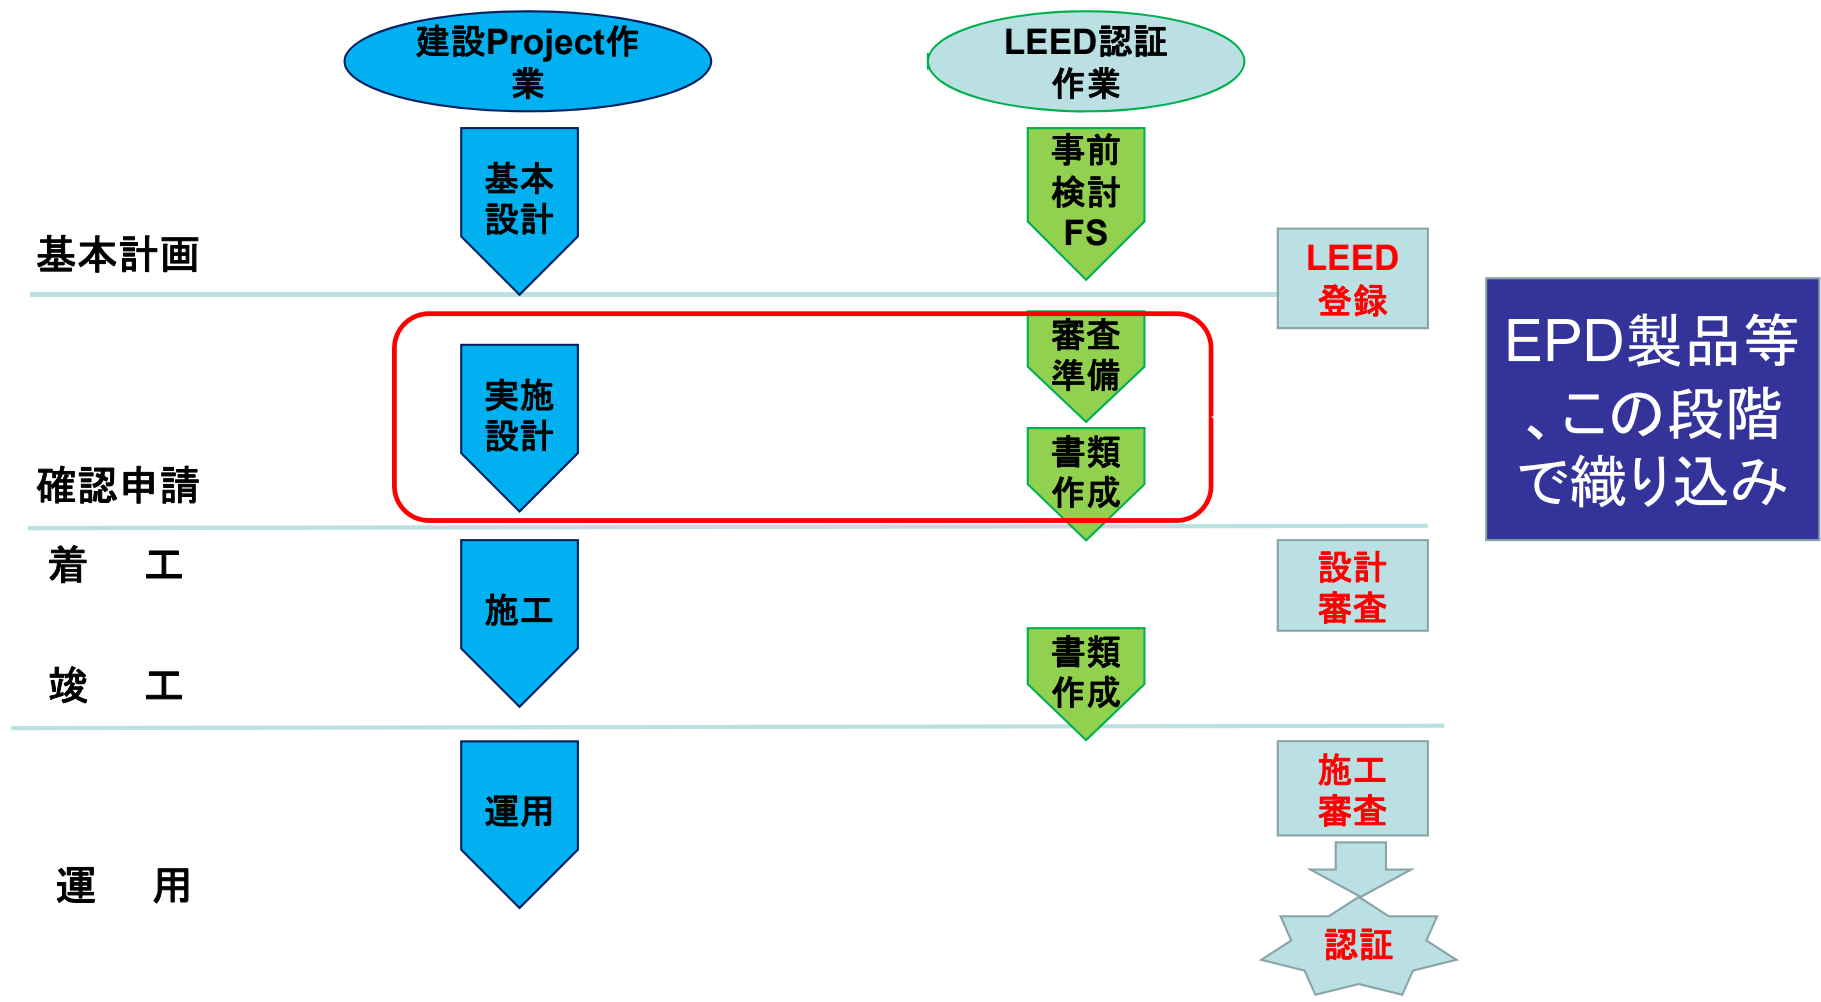 建設Project作
業
LEED認証
作業
基本
設計
事前
検討
FS
基本計画
LEED
登録
EPD製品等
、この段階
で織り込み
審査
準備
実施
設計
書類
作成
確認申請
着　工
設計
審査
施工
書類
作成
竣　工
運用
施工
審査
運　用
認証